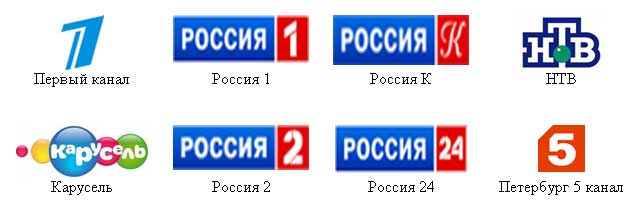 1
РОССИЯ 1
РОССИЯ К
НТВ
Первый канал
Россия 1
Россия К
НТВ
Карусель
РОССИЯ 2
РОССИЯ 24
5
Карусель
Россия 2
Россия 24
Петербург 5 канал